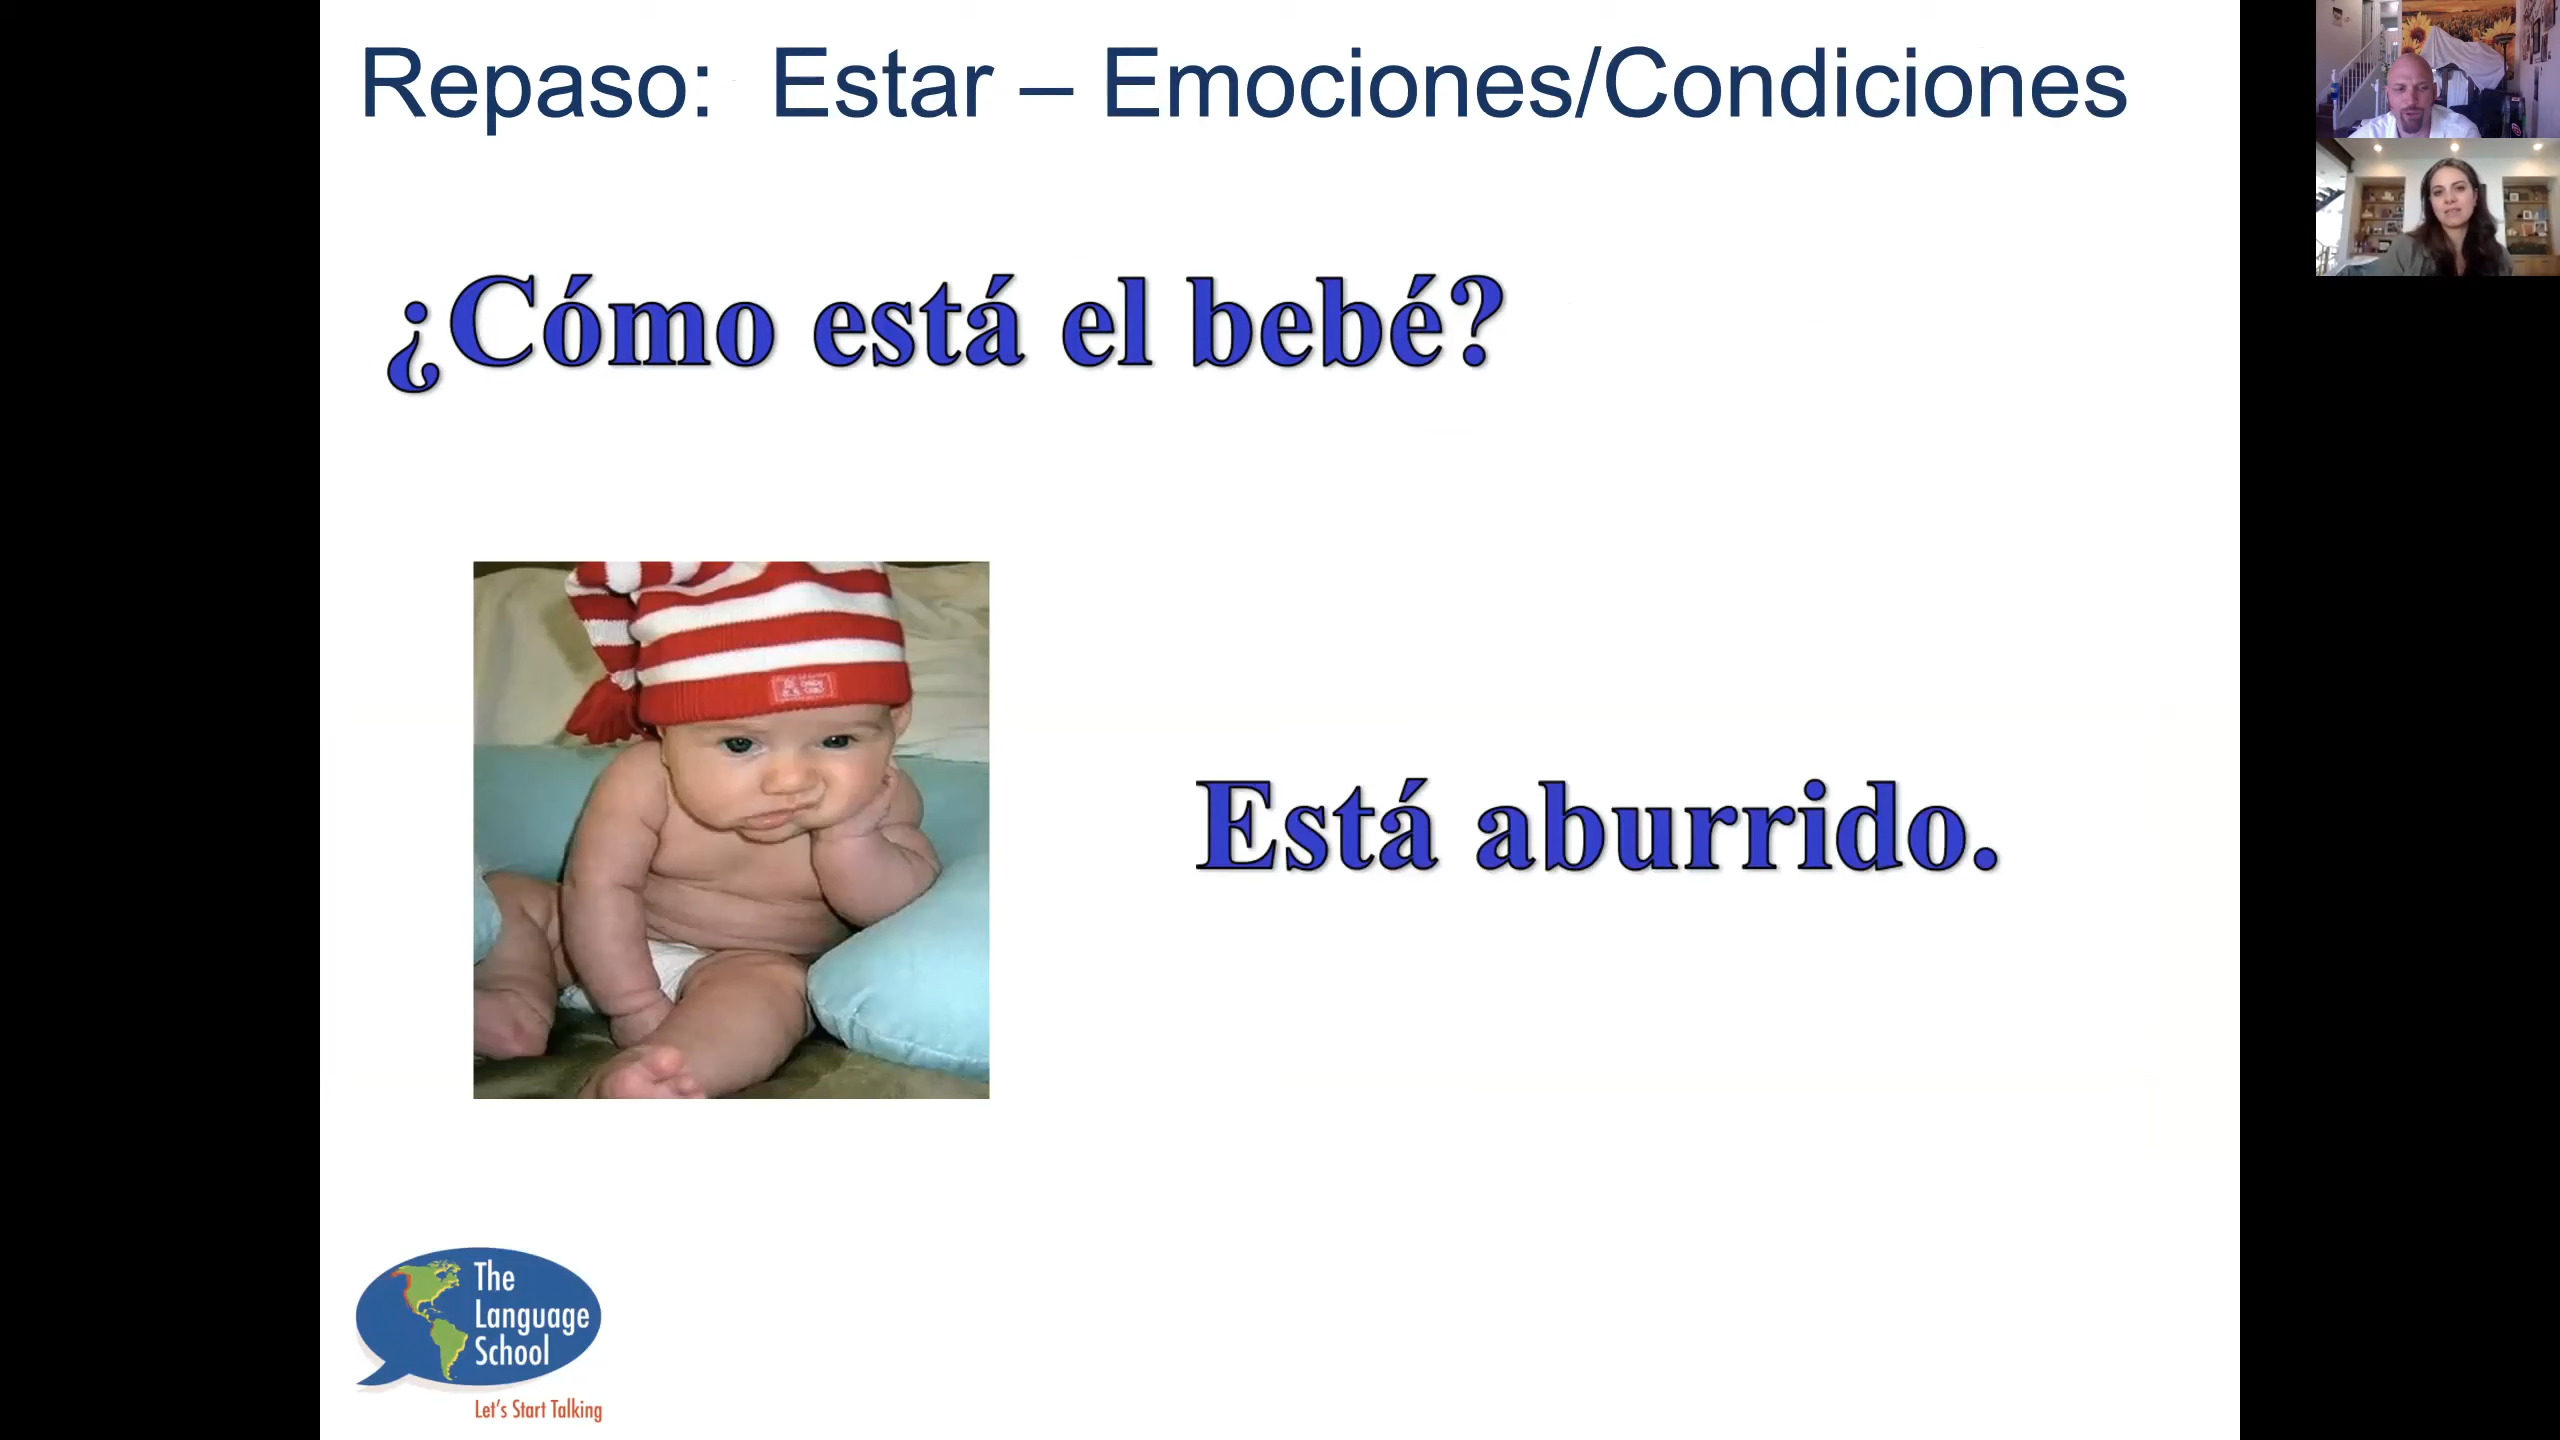 Repaso: Estar – Emociones/Condiciones
¿Cómo está el bebé?
Está aburrido.
The
Language
School
Let's Start Talking